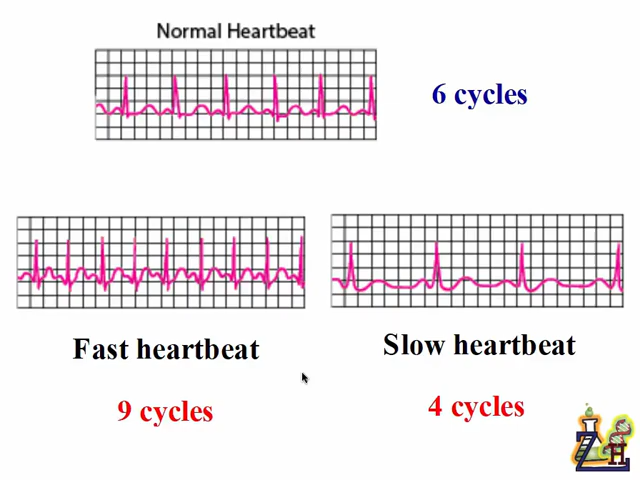 Normal Heartbeat
6 cycles
Fast heartbeat
Slow heartbeat
9 cycles
4 cycles
Z H